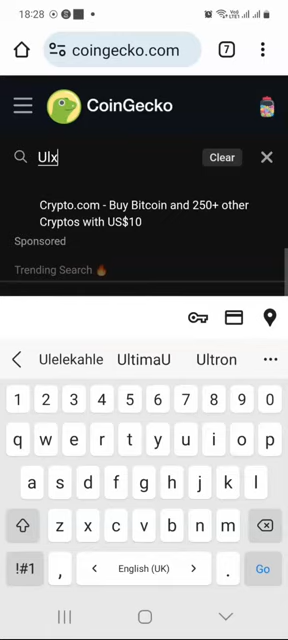 18:28
coingecko.com
7
CoinGecko
Ulx
Clear
Crypto.com - Buy Bitcoin and 250+ other
Cryptos with US$10
Sponsored
Trending Search 🔥
Ulelekahle UltimaU Ultron
1 2 3 4 5 6 7 8 9 0
q w e r t y u i o p
a s d f g h j k l
z x c v b n m
!#1 , English (UK) . Go